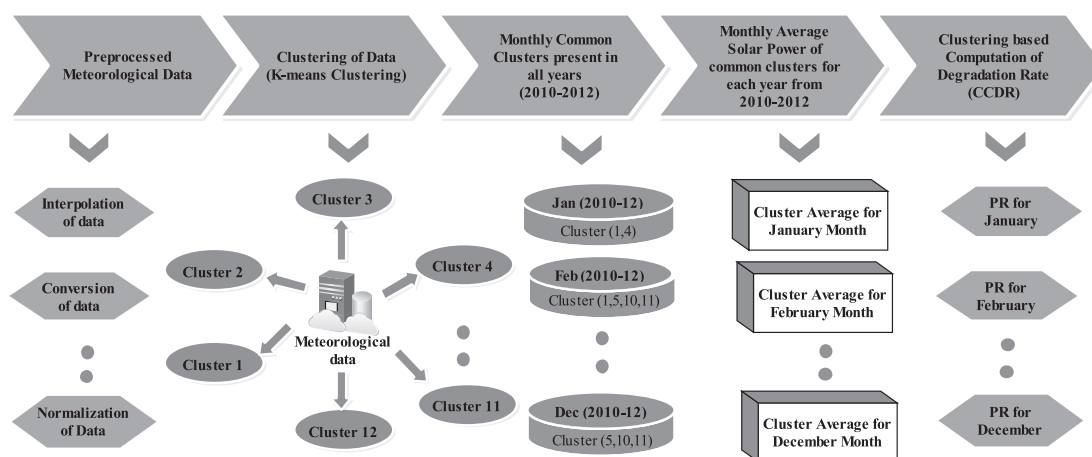 Preprocessed
Meteorological Data
Clustering of Data
(K-means Clustering)
Monthly Common
Clusters present in
all years
(2010-2012)
Monthly Average
Solar Power of
common clusters for
each year from
2010-2012
Clustering based
Computation of
Degradation Rate
(CCDR)
Interpolation
of data
Conversion
of data
Normalization
of Data
Cluster 3
Cluster 2
Cluster 4
Meteorological
data
Cluster 1
Cluster 11
Cluster 12
Jan (2010-12)
Cluster (1,4)
Feb (2010-12)
Cluster (1,5,10,11)
Dec (2010-12)
Cluster (5,10,11)
Cluster Average for
January Month
Cluster Average for
February Month
Cluster Average for
December Month
PR for
January
PR for
February
PR for
December